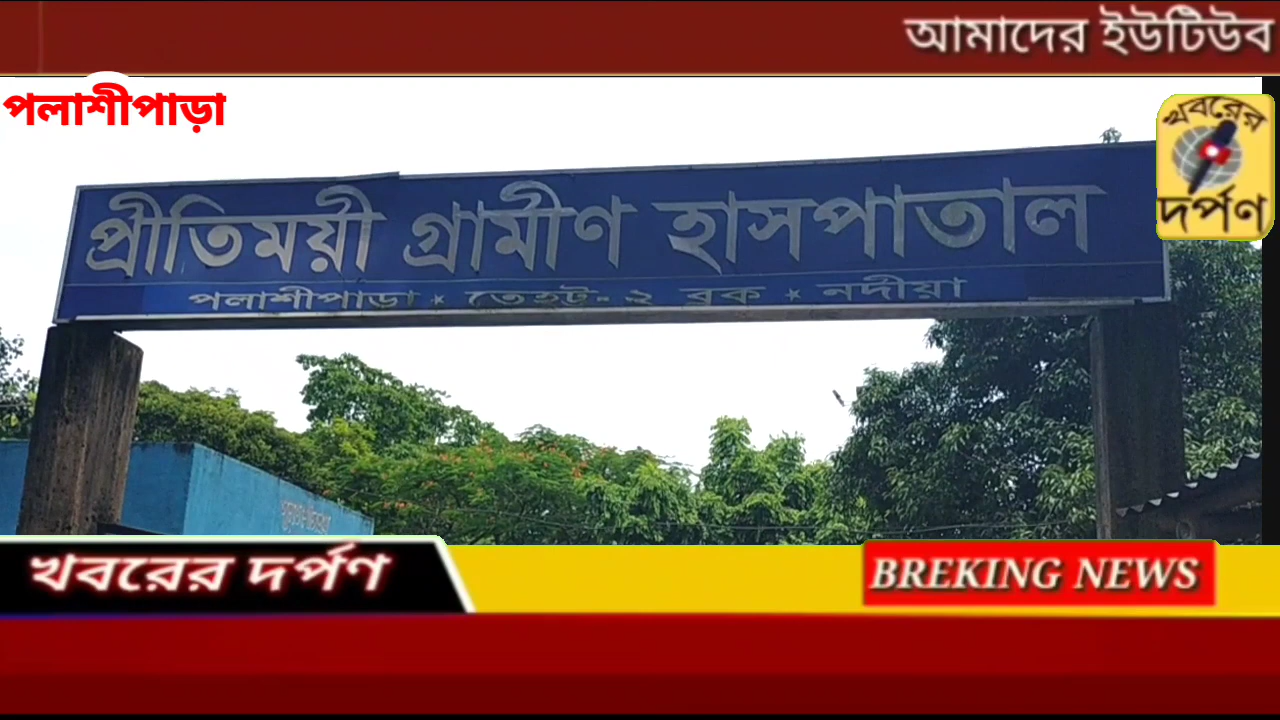 আমাদের ইউটিউব
পলাশীপাড়া
খবরের
দর্পণ
প্রীতিময়ী গ্রামীণ হাসপাতাল
পলাশীপাড়া ★ তেহট্ট-২ ব্লক ★ নদীয়া
খবরের দর্পণ
BREKING NEWS